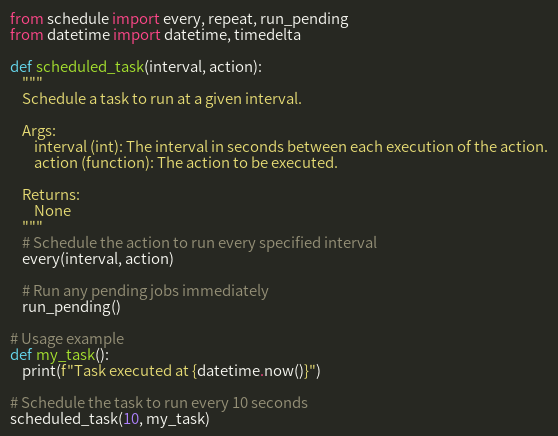 from schedule import every, repeat, run_pending
from datetime import datetime, timedelta
def scheduled_task(interval, action):
    """
    Schedule a task to run at a given interval.
    Args:
        interval (int): The interval in seconds between each execution of the action.
        action (function): The action to be executed.
    Returns:
        None
    """
    # Schedule the action to run every specified interval
    every(interval, action)
    # Run any pending jobs immediately
    run_pending()
# Usage example
def my_task():
    print(f"Task executed at {datetime.now()}")
# Schedule the task to run every 10 seconds
scheduled_task(10, my_task)